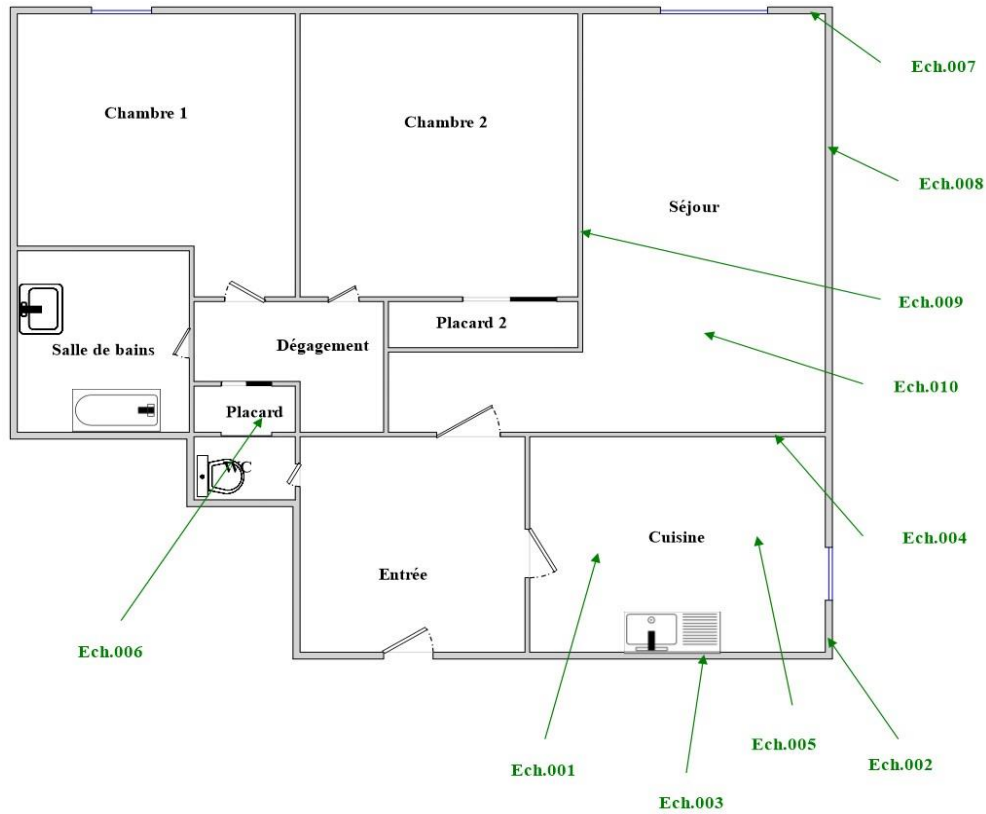 Ech.007
Chambre 1
Chambre 2
Ech.008
Séjour
Ech.009
Placard 2
Salle de bains
Dégagement
Ech.010
Placard
WC
Cuisine
Ech.004
Entrée
Ech.006
Ech.005
Ech.002
Ech.001
Ech.003